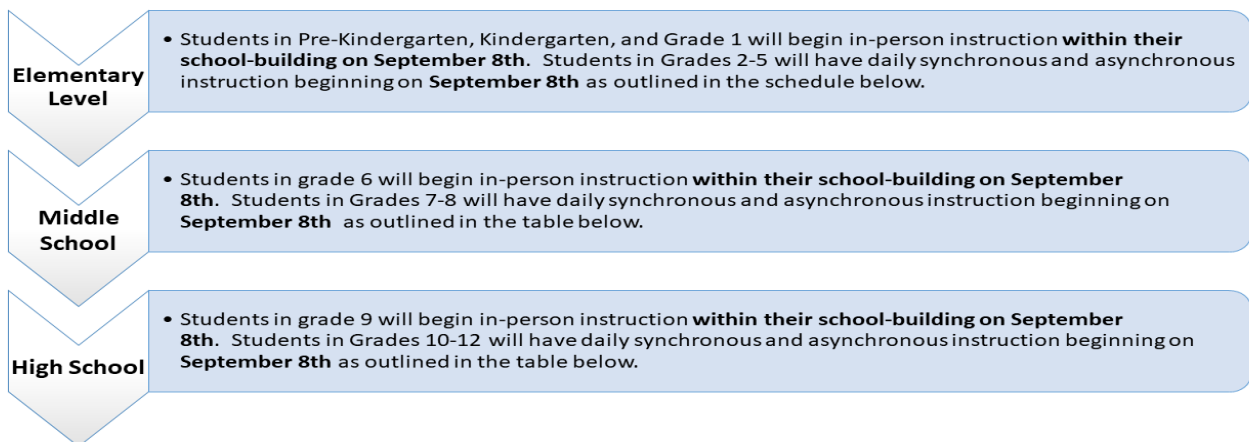 Elementary
Level
• Students in Pre-Kindergarten, Kindergarten, and Grade 1 will begin in-person instruction within their
school-building on September 8th.  Students in Grades 2-5 will have daily synchronous and asynchronous
instruction beginning on September 8th as outlined in the schedule below.
Middle
School
• Students in grade 6 will begin in-person instruction within their school-building on September
8th.  Students in Grades 7-8 will have daily synchronous and asynchronous instruction beginning on
September 8th  as outlined in the table below.
High School
• Students in grade 9 will begin in-person instruction within their school-building on September
8th.  Students in Grades 10-12 will have daily synchronous and asynchronous instruction beginning on
September 8th as outlined in the table below.